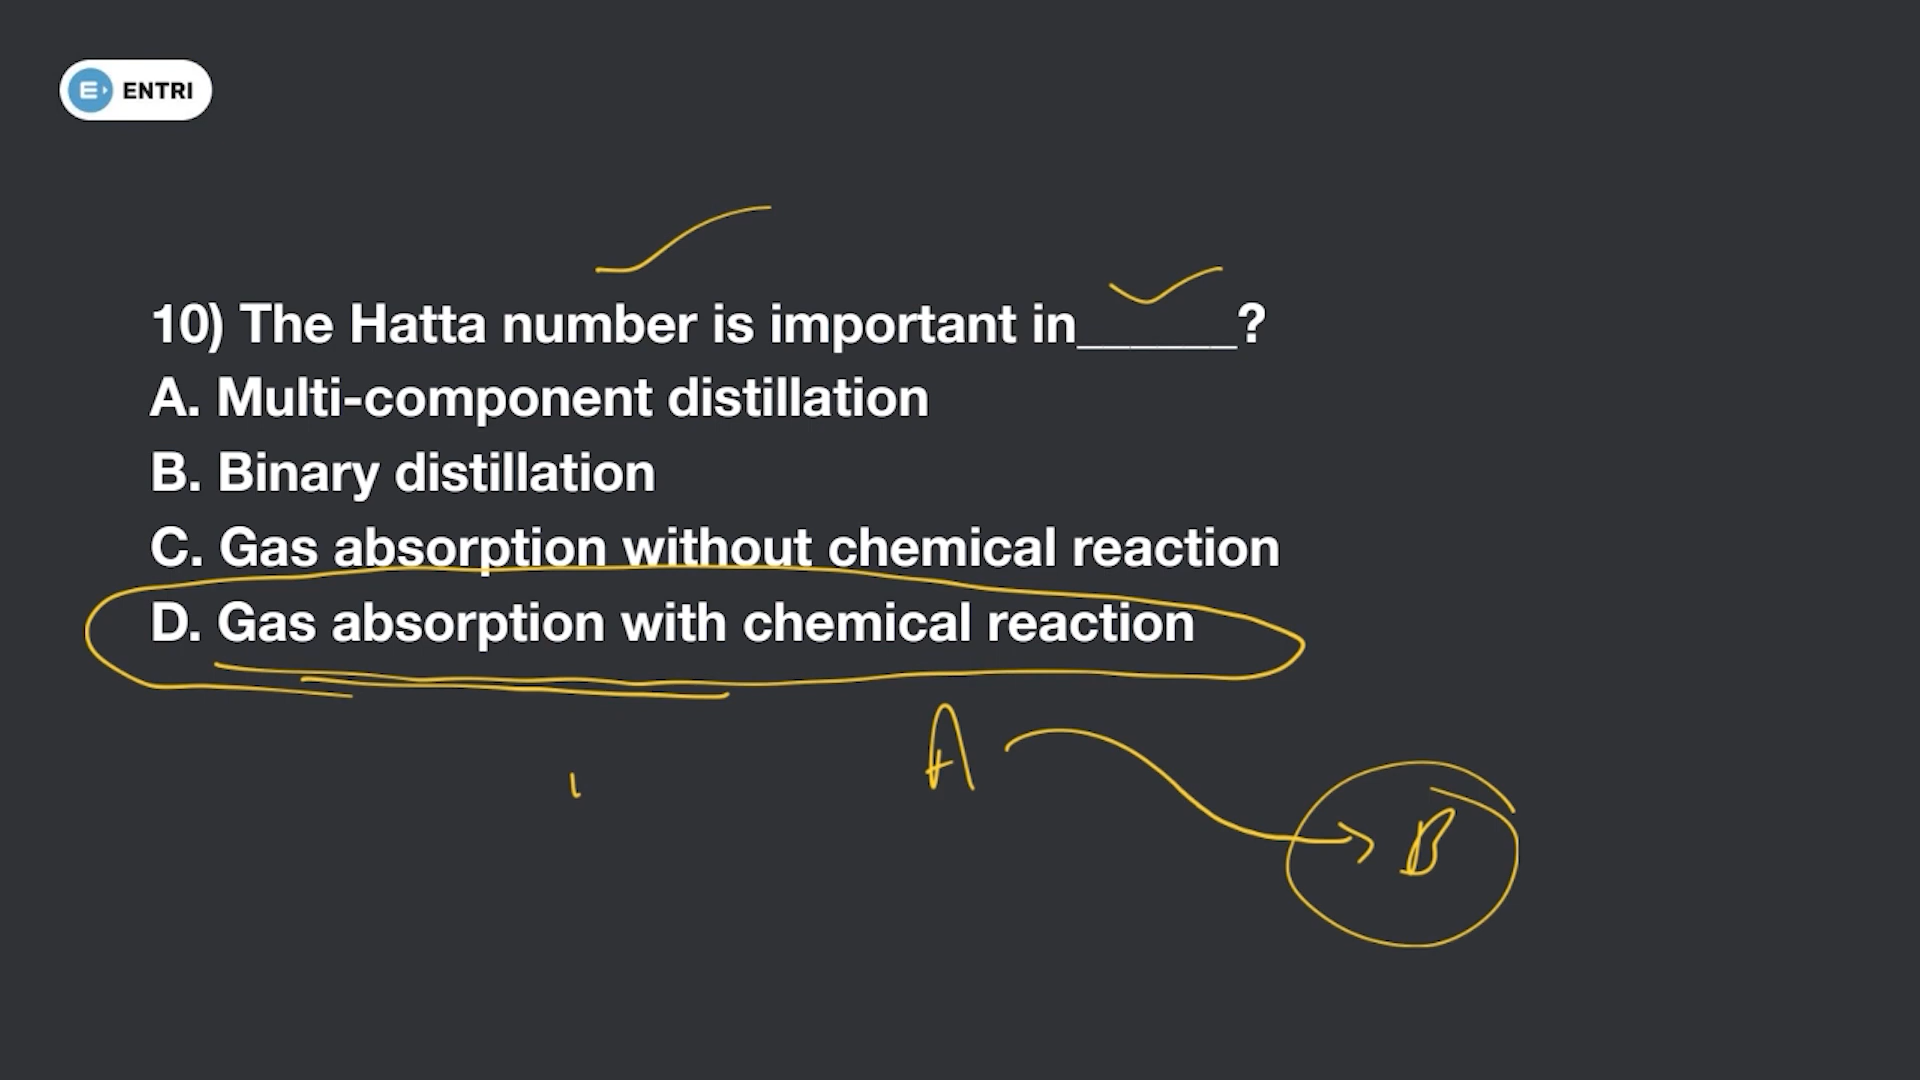 ENTRI
10) The Hatta number is important in______?
A. Multi-component distillation
B. Binary distillation
C. Gas absorption without chemical reaction
D. Gas absorption with chemical reaction
A
B